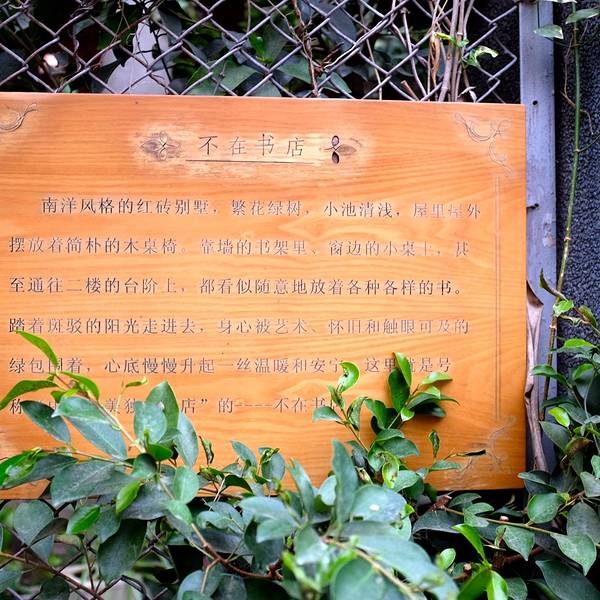 不在书店
南洋风格的红砖别墅，繁花绿树，小池清浅，屋里屋外
摆放着简朴的木桌椅。靠墙的书架里、窗边的小桌上，甚
至通往二楼的台阶上，都看似随意地放着各种各样的书。
踏着斑驳的阳光走进去，身心被艺术、怀旧和触眼可及的
绿包围着，心底慢慢升起一丝温暖和安宁。这里就是号
称 美独 店”的----不在书